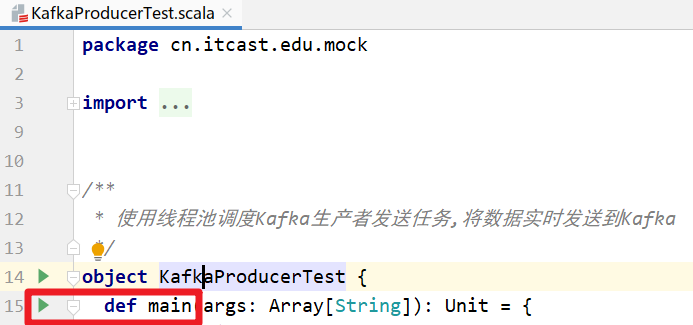 KafkaProducerTest.scala
1 package cn.itcast.edu.mock
2
3 import ...
9
10
11 /**
12 * 使用线程池调度Kafka生产者发送任务,将数据实时发送到Kafka
13 */
14 object KafkaProducerTest {
15 def main(args: Array[String]): Unit = {